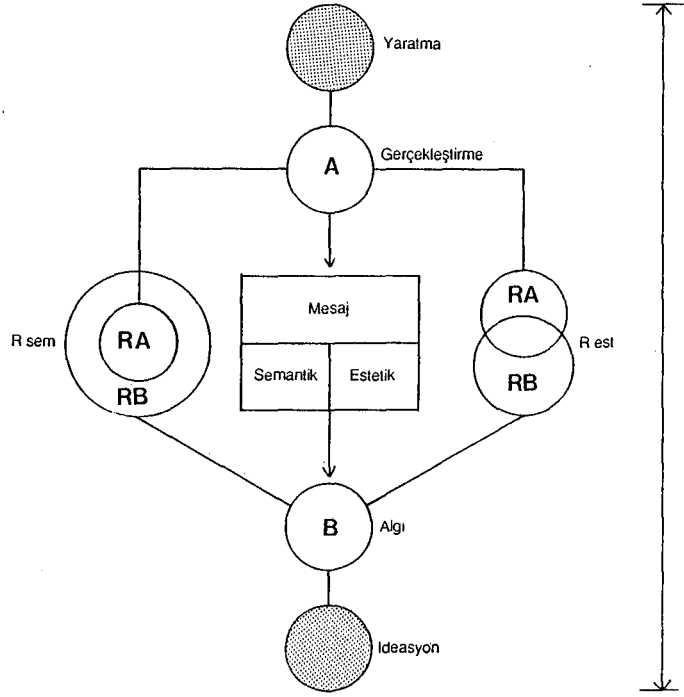 Yaratma
A
Gerçekleştirme
RA
RB
R sem
Mesaj
Semantik
Estetik
RA
RB
R est
B
Algı
Ideasyon